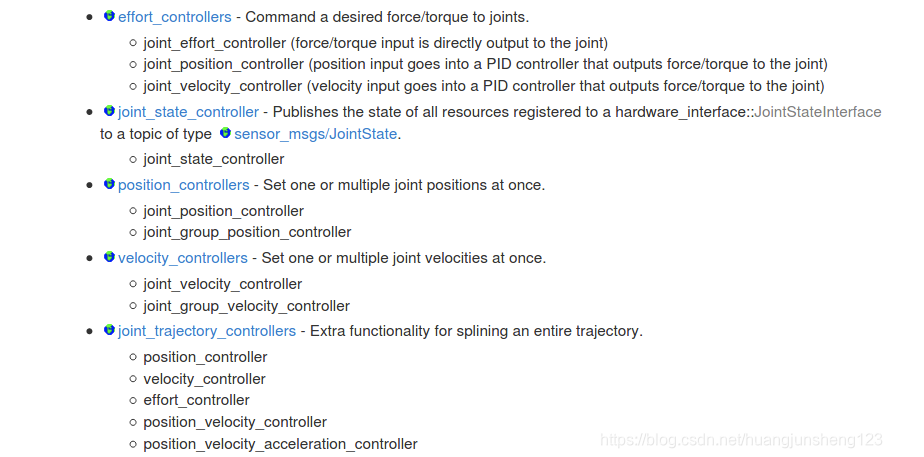 effort_controllers - Command a desired force/torque to joints.
joint_effort_controller (force/torque input is directly output to the joint)
joint_position_controller (position input goes into a PID controller that outputs force/torque to the joint)
joint_velocity_controller (velocity input goes into a PID controller that outputs force/torque to the joint)
joint_state_controller - Publishes the state of all resources registered to a hardware_interface::JointStateInterface
to a topic of type sensor_msgs/JointState.
joint_state_controller
position_controllers - Set one or multiple joint positions at once.
joint_position_controller
joint_group_position_controller
velocity_controllers - Set one or multiple joint velocities at once.
joint_velocity_controller
joint_group_velocity_controller
joint_trajectory_controllers - Extra functionality for splining an entire trajectory.
position_controller
velocity_controller
effort_controller
position_velocity_controller
position_velocity_acceleration_controller
https://blog.csdn.net/huangjunsheng123